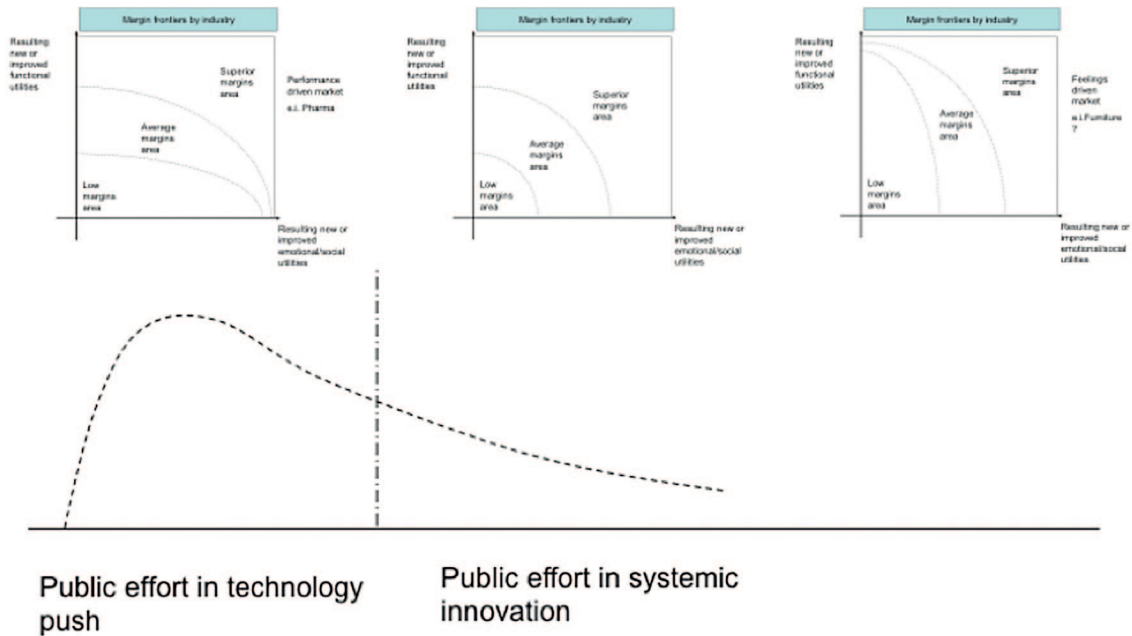 Margin frontiers by industry
Resulting
new or
improved
functional
utilities
Superior
margins
area
Average
margins
area
Low
margins
area
Performance
driven market
e.i. Pharma
Resulting new or
improved
emotional/social
utilities
Margin frontiers by industry
Resulting
new or
improved
functional
utilities
Superior
margins
area
Average
margins
area
Low
margins
area
Resulting new or
improved
emotional/social
utilities
Margin frontiers by industry
Resulting
new or
improved
functional
utilities
Superior
margins
area
Average
margins
area
Low
margins
area
Feelings
driven
market
e.i.Furniture
?
Resulting new or
improved
emotional/social
utilities
Public effort in technology
push
Public effort in systemic
innovation